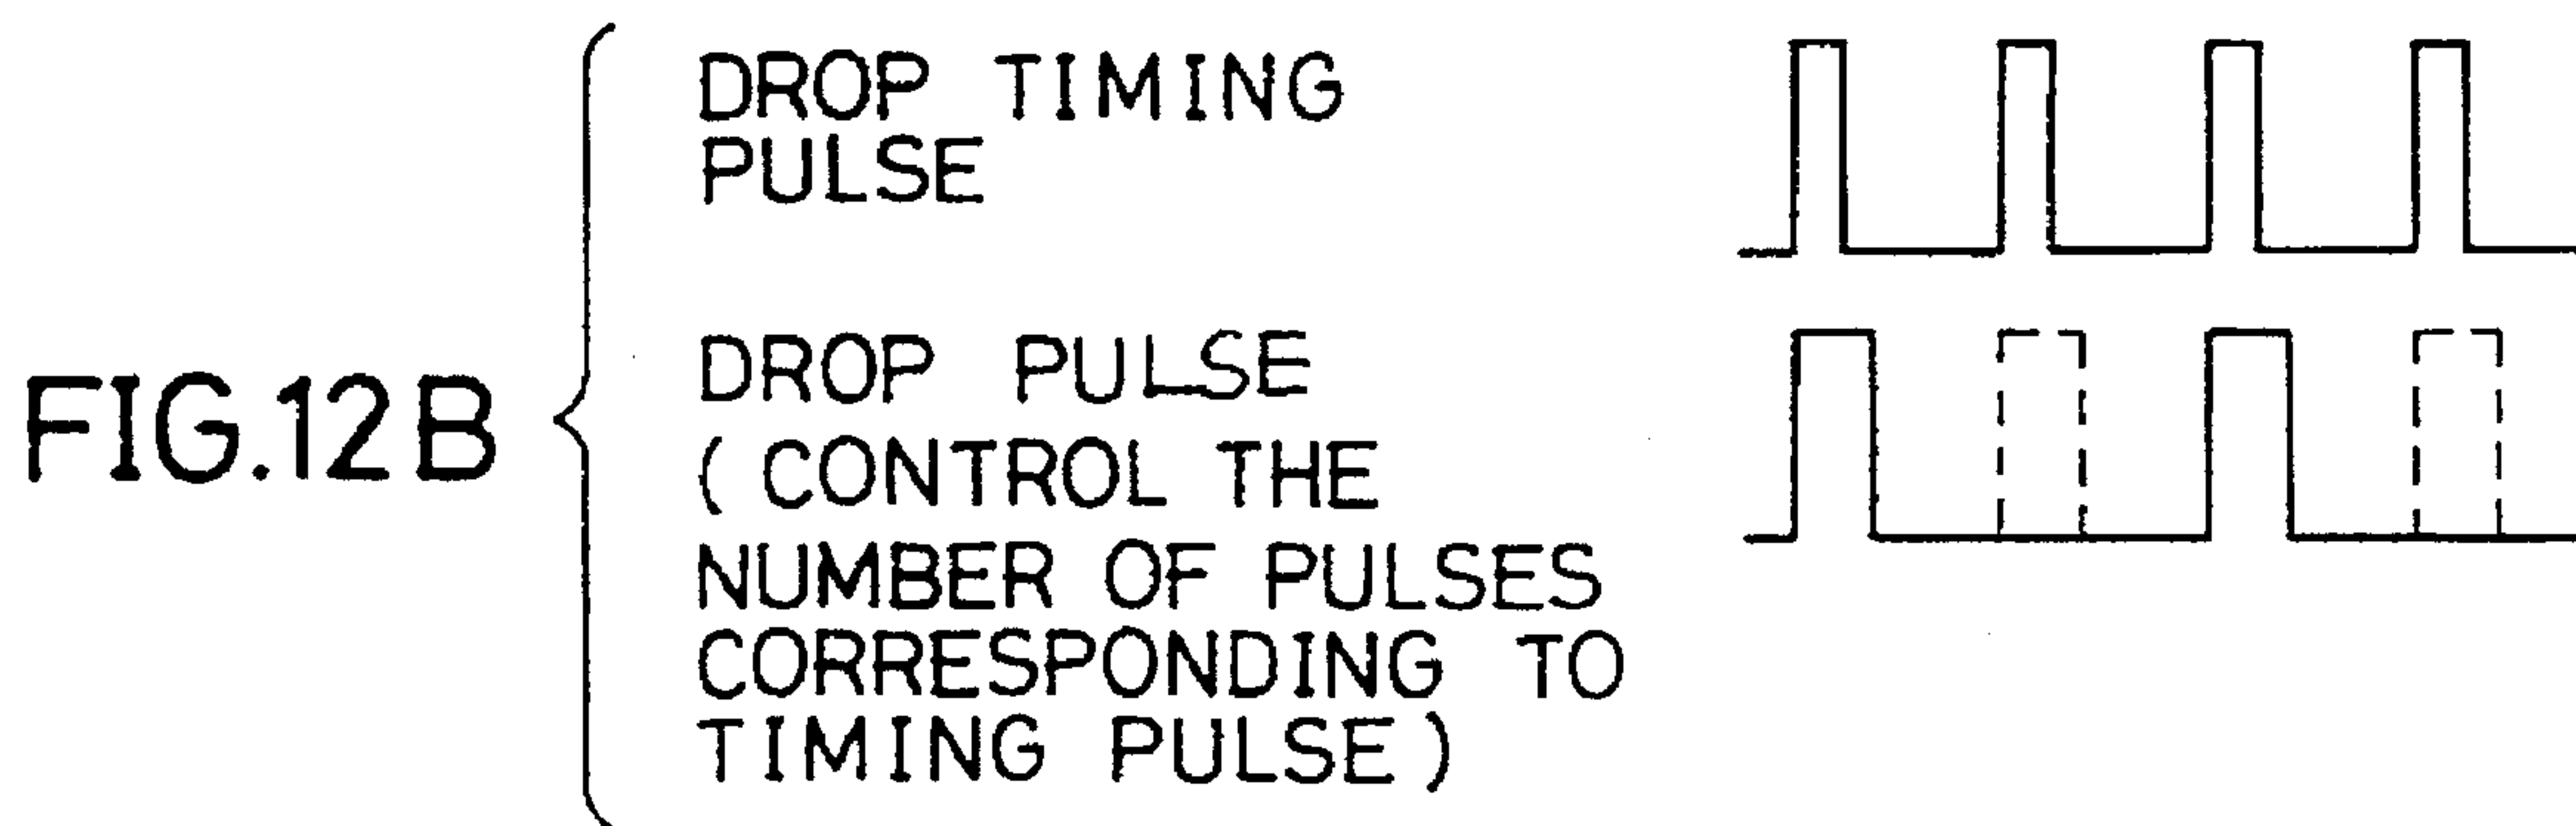 FIG.12B
DROP TIMING
PULSE
DROP PULSE
( CONTROL THE
NUMBER OF PULSES
CORRESPONDING TO
TIMING PULSE)